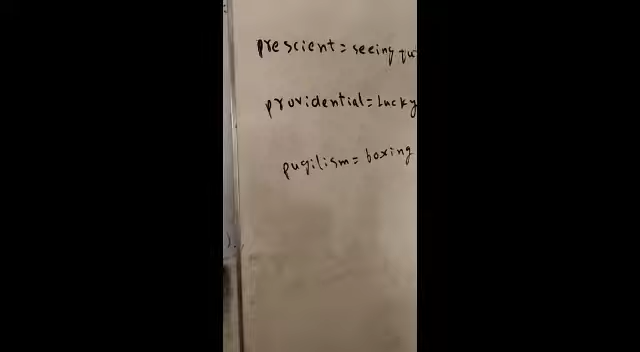 prescient = seeing
providential = Lucky
pugilism = boxing